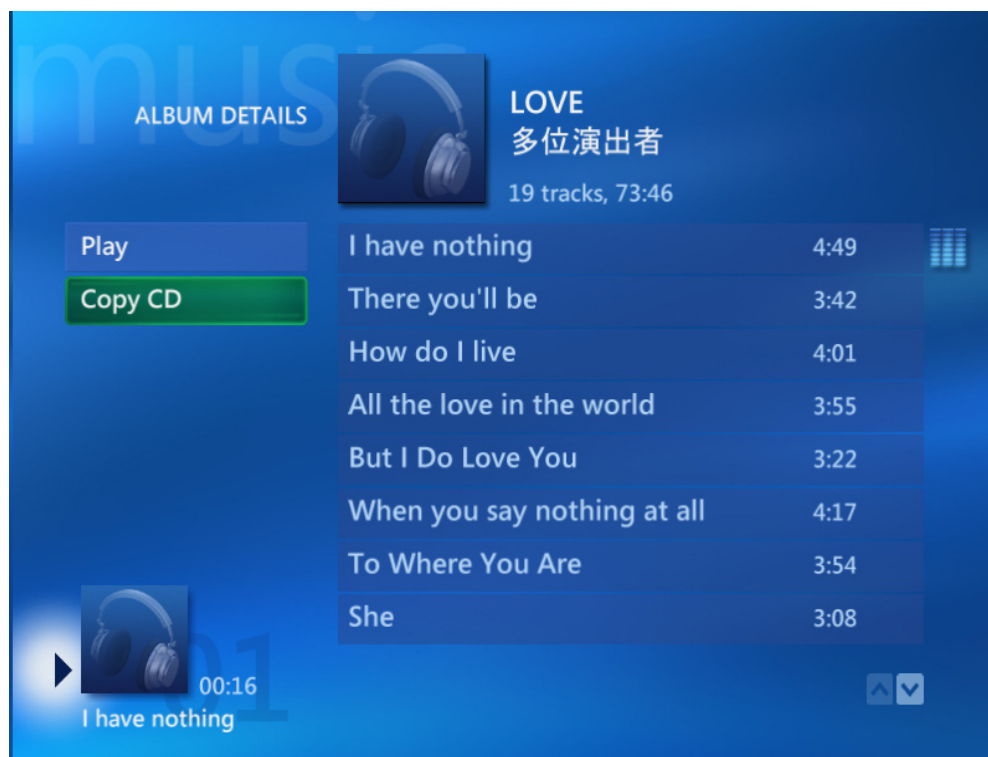 music
ALBUM DETAILS
LOVE
多位演出者
19 tracks, 73:46
Play
Copy CD
I have nothing 4:49
There you'll be 3:42
How do I live 4:01
All the love in the world 3:55
But I Do Love You 3:22
When you say nothing at all 4:17
To Where You Are 3:54
She 3:08
01
00:16
I have nothing